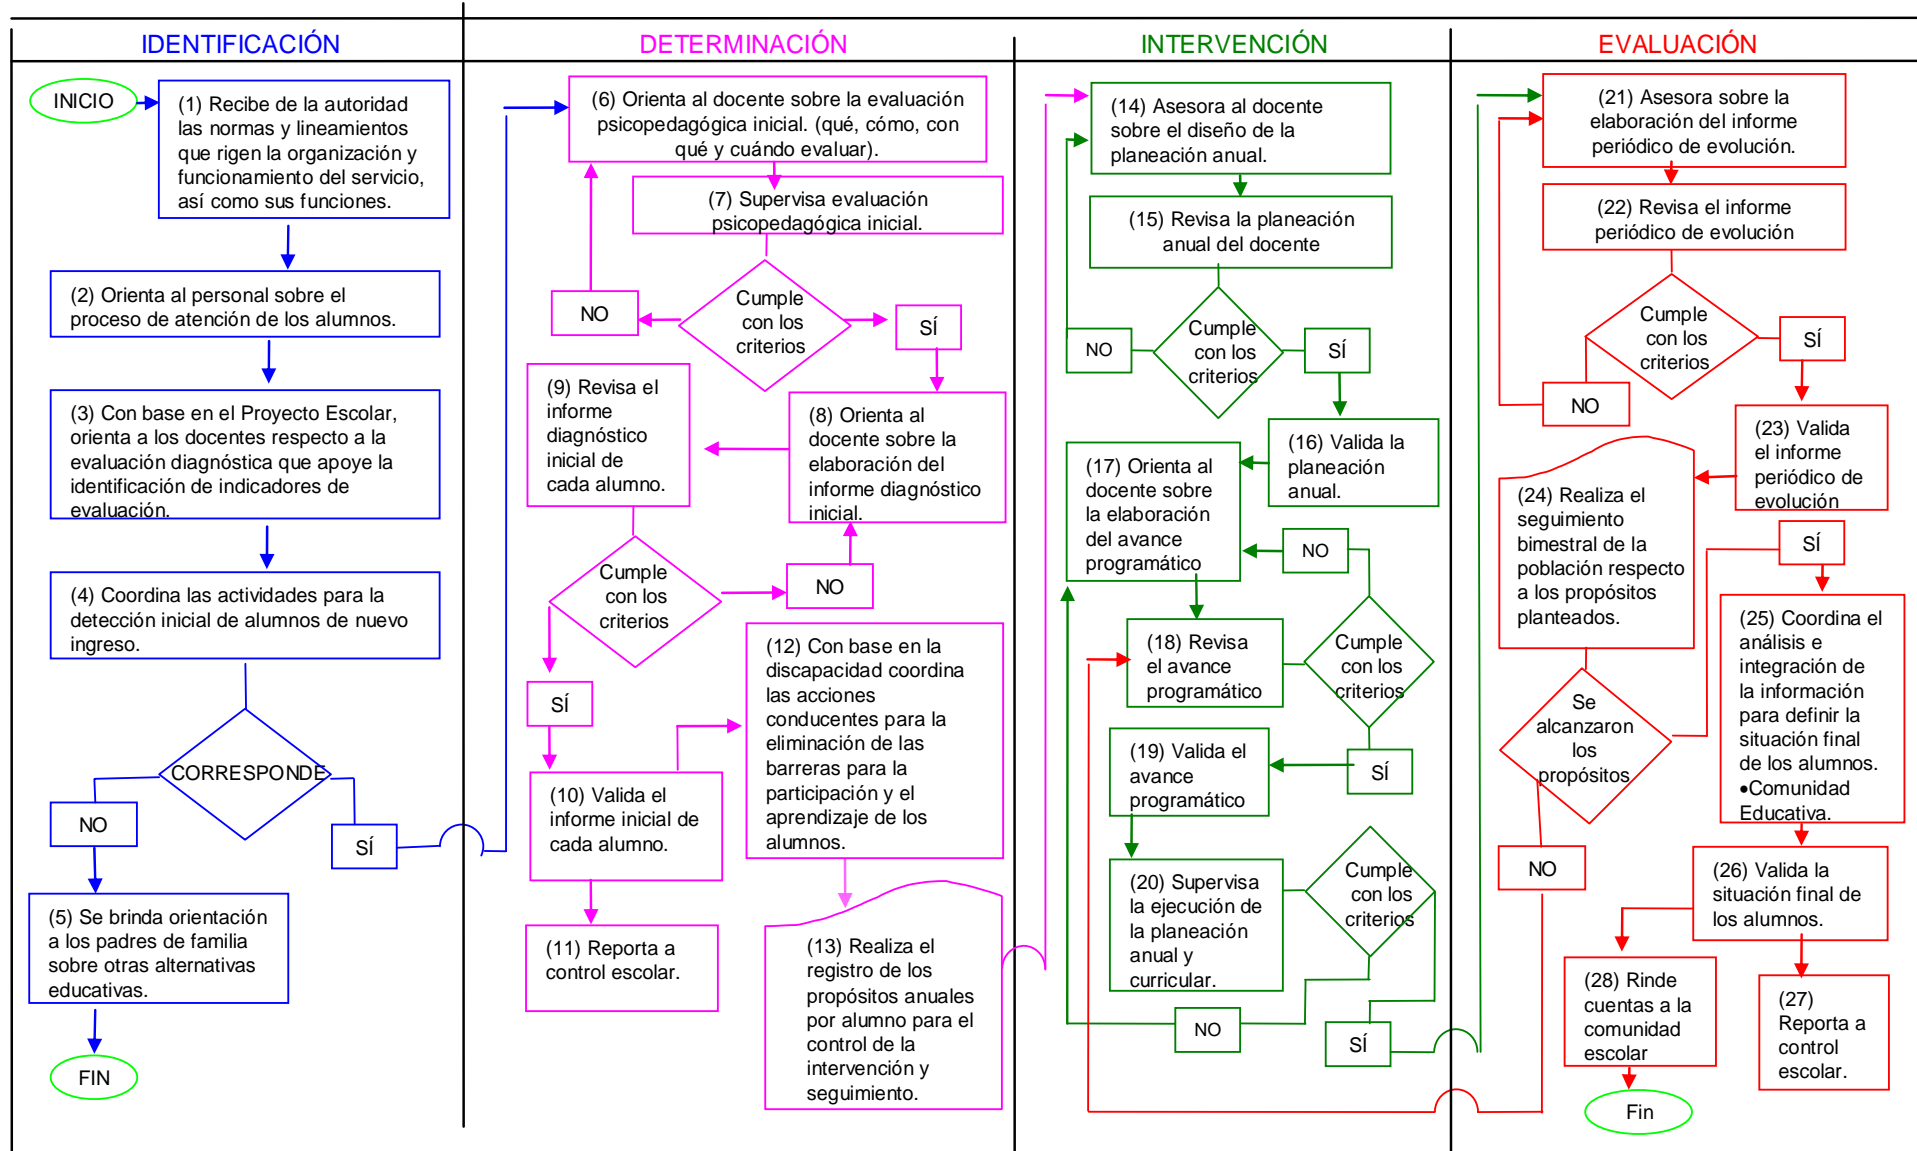 IDENTIFICACIÓN
DETERMINACIÓN
INTERVENCIÓN
EVALUACIÓN
INICIO
(1) Recibe de la autoridad
las normas y lineamientos
que rigen la organización y
funcionamiento del servicio,
así como sus funciones.
(2) Orienta al personal sobre el
proceso de atención de los alumnos.
(3) Con base en el Proyecto Escolar,
orienta a los docentes respecto a la
evaluación diagnóstica que apoye la
identificación de indicadores de
evaluación.
(4) Coordina las actividades para la
detección inicial de alumnos de nuevo
ingreso.
CORRESPONDE
NO
SÍ
(5) Se brinda orientación
a los padres de familia
sobre otras alternativas
educativas.
FIN
(6) Orienta al docente sobre la evaluación
psicopedagógica inicial. (qué, cómo, con
qué y cuándo evaluar).
(7) Supervisa evaluación
psicopedagógica inicial.
Cumple
con los
criterios
NO
SÍ
(8) Orienta al
docente sobre la
elaboración del
informe diagnóstico
inicial.
(9) Revisa el
informe
diagnóstico
inicial de
cada alumno.
Cumple
con los
criterios
NO
SÍ
(10) Valida el
informe inicial de
cada alumno.
(11) Reporta a
control escolar.
(12) Con base en la
discapacidad coordina
las acciones
conducentes para la
eliminación de las
barreras para la
participación y el
aprendizaje de los
alumnos.
(13) Realiza el
registro de los
propósitos anuales
por alumno para el
control de la
intervención y
seguimiento.
(14) Asesora al docente
sobre el diseño de la
planeación anual.
(15) Revisa la planeación
anual del docente
Cumple
con los
criterios
NO
SÍ
(16) Valida la
planeación
anual.
(17) Orienta al
docente sobre
la elaboración
del avance
programático
NO
(18) Revisa
el avance
programático
Cumple
con los
criterios
SÍ
(19) Valida el
avance
programático
(20) Supervisa
la ejecución de
la planeación
anual y
curricular.
Cumple
con los
criterios
NO
SÍ
(21) Asesora sobre la
elaboración del informe
periódico de evolución.
(22) Revisa el informe
periódico de evolución
Cumple
con los
criterios
NO
SÍ
(23) Valida
el informe
periódico de
evolución
(24) Realiza el
seguimiento
bimestral de la
población respecto
a los propósitos
planteados.
Se
alcanzaron
los
propósitos
SÍ
NO
(25) Coordina el
análisis e
integración de
la información
para definir la
situación final
de los alumnos.
•Comunidad
Educativa.
(26) Valida la
situación final de
los alumnos.
(28) Rinde
cuentas a la
comunidad
escolar
(27)
Reporta a
control
escolar.
Fin